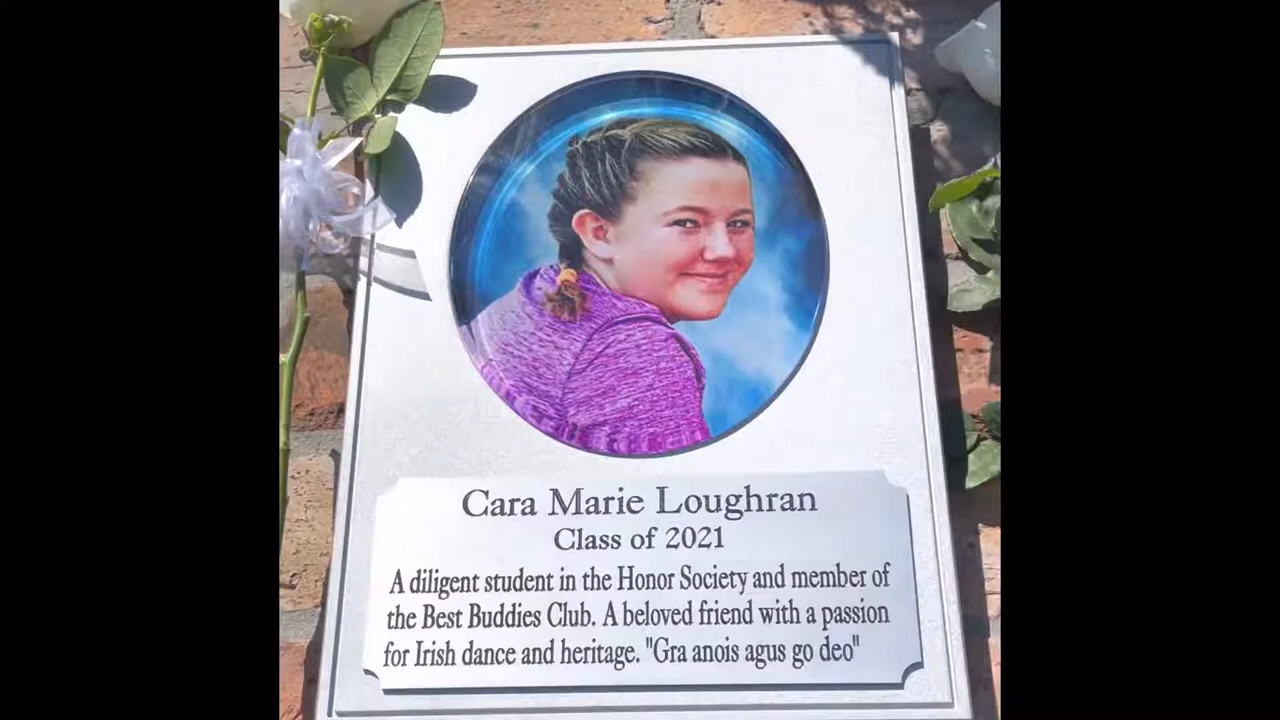 Cara Marie Loughran
Class of 2021
A diligent student in the Honor Society and member of
the Best Buddies Club. A beloved friend with a passion
for Irish dance and heritage. "Gra anois agus go deo"